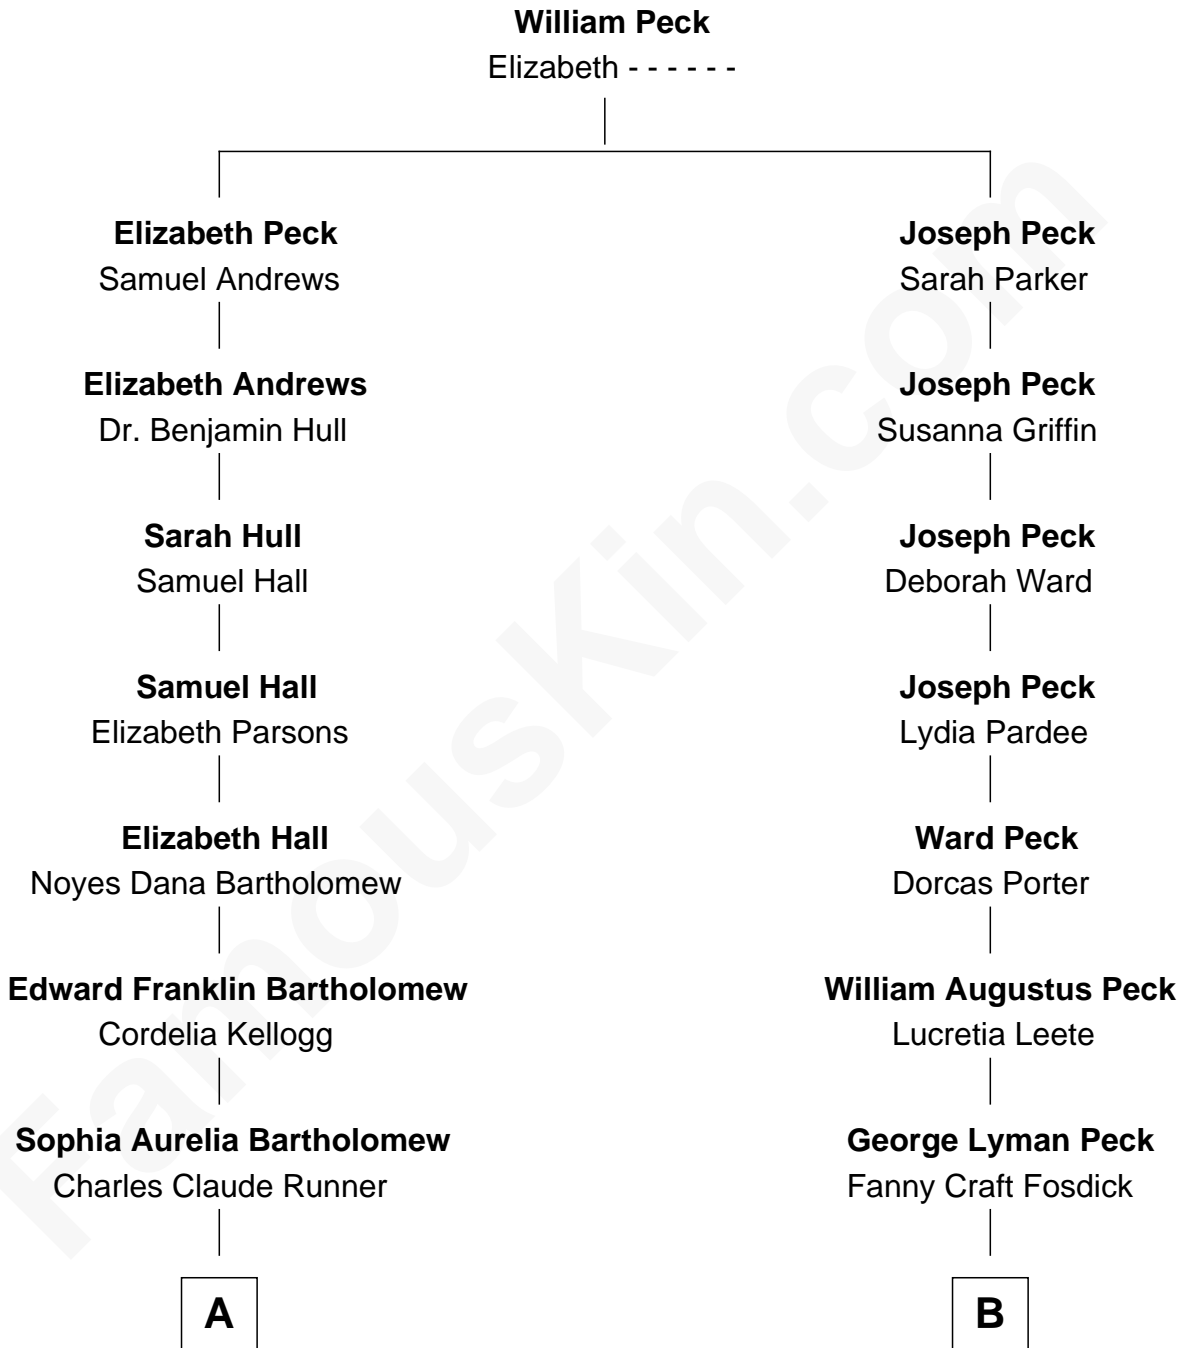 William Peck
Elizabeth - - - - - -
Elizabeth Peck
Samuel Andrews
Joseph Peck
Sarah Parker
Elizabeth Andrews
Dr. Benjamin Hull
Joseph Peck
Susanna Griffin
Sarah Hull
Samuel Hall
Joseph Peck
Deborah Ward
Samuel Hall
Elizabeth Parsons
Joseph Peck
Lydia Pardee
Elizabeth Hall
Noyes Dana Bartholomew
Ward Peck
Dorcas Porter
Edward Franklin Bartholomew
Cordelia Kellogg
William Augustus Peck
Lucretia Leete
Sophia Aurelia Bartholomew
Charles Claude Runner
George Lyman Peck
Fanny Craft Fosdick
A
B
FamousKin.com